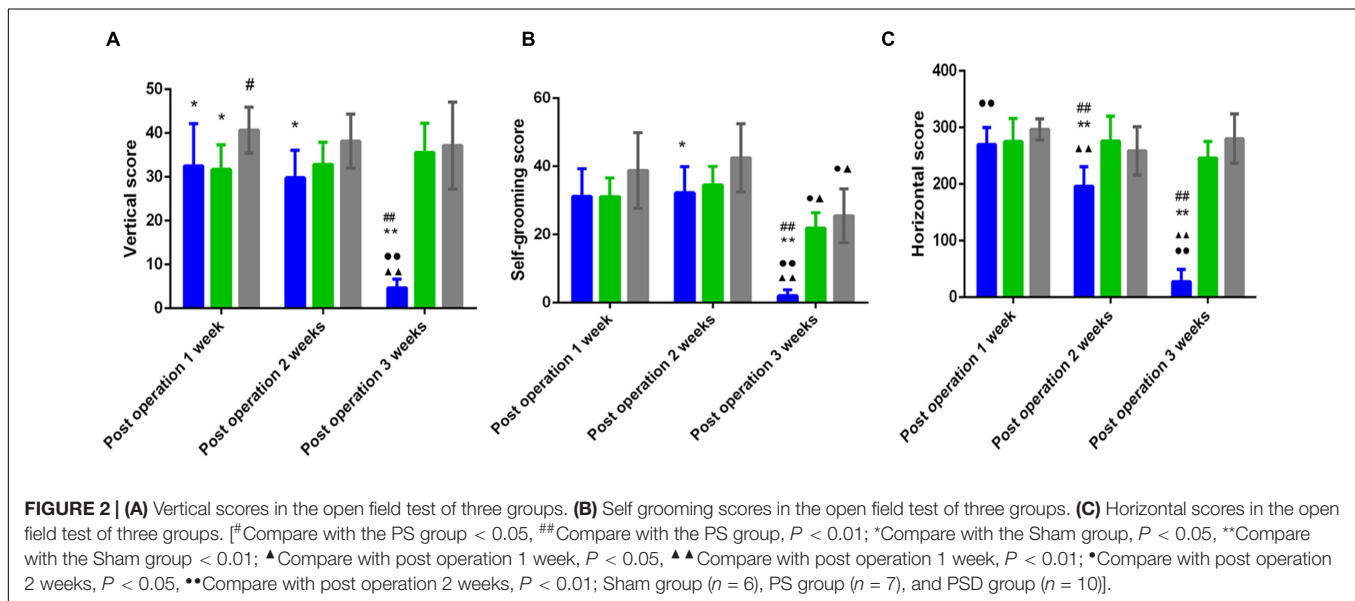 A
B
C
Vertical score
50
40
30
20
10
0
*
*
#
*
##
**
●●
▲▲
Post operation 1 week
Post operation 2 weeks
Post operation 3 weeks
Self-grooming score
60
40
20
0
*
##
**
●●
▲▲
●▲
●▲
Post operation 1 week
Post operation 2 weeks
Post operation 3 weeks
Horizontal score
400
300
200
100
0
●●
##
**
▲▲
##
**
▲▲
●●
Post operation 1 week
Post operation 2 weeks
Post operation 3 weeks
FIGURE 2 | (A) Vertical scores in the open field test of three groups. (B) Self grooming scores in the open field test of three groups. (C) Horizontal scores in the open
field test of three groups. [#Compare with the PS group < 0.05, ##Compare with the PS group, P < 0.01; *Compare with the Sham group, P < 0.05, **Compare
with the Sham group < 0.01; ▲Compare with post operation 1 week, P < 0.05, ▲▲Compare with post operation 1 week, P < 0.01; ●Compare with post operation
2 weeks, P < 0.05, ●●Compare with post operation 2 weeks, P < 0.01; Sham group (n = 6), PS group (n = 7), and PSD group (n = 10)].